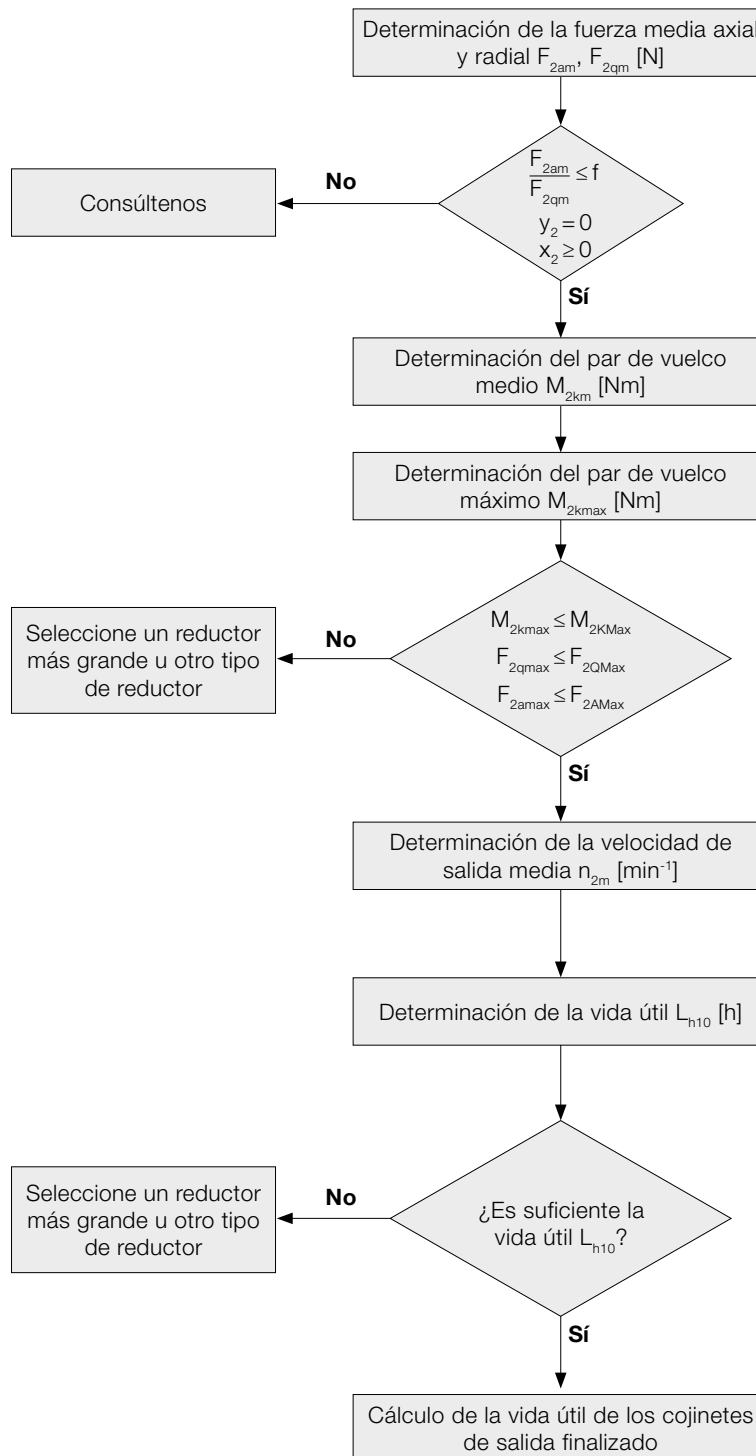 Determinación de la fuerza media axial
y radial F₂ₐₘ, F₂qₘ [N]
F₂ₐₘ
F₂qₘ
≤ f
y₂ = 0
x₂ ≥ 0
No
Consúltenos
Sí
Determinación del par de vuelco
medio M₂ₖₘ [Nm]
Determinación del par de vuelco
máximo M₂ₖₘₐₓ [Nm]
M₂ₖₘₐₓ ≤ M₂KMax
F₂qmax ≤ F₂QMax
F₂amax ≤ F₂AMax
No
Seleccione un reductor
más grande u otro tipo
de reductor
Sí
Determinación de la velocidad de
salida media n₂ₘ [min⁻¹]
Determinación de la vida útil Lₕ₁₀ [h]
¿Es suficiente la
vida útil Lₕ₁₀?
No
Seleccione un reductor
más grande u otro tipo
de reductor
Sí
Cálculo de la vida útil de los cojinetes
de salida finalizado